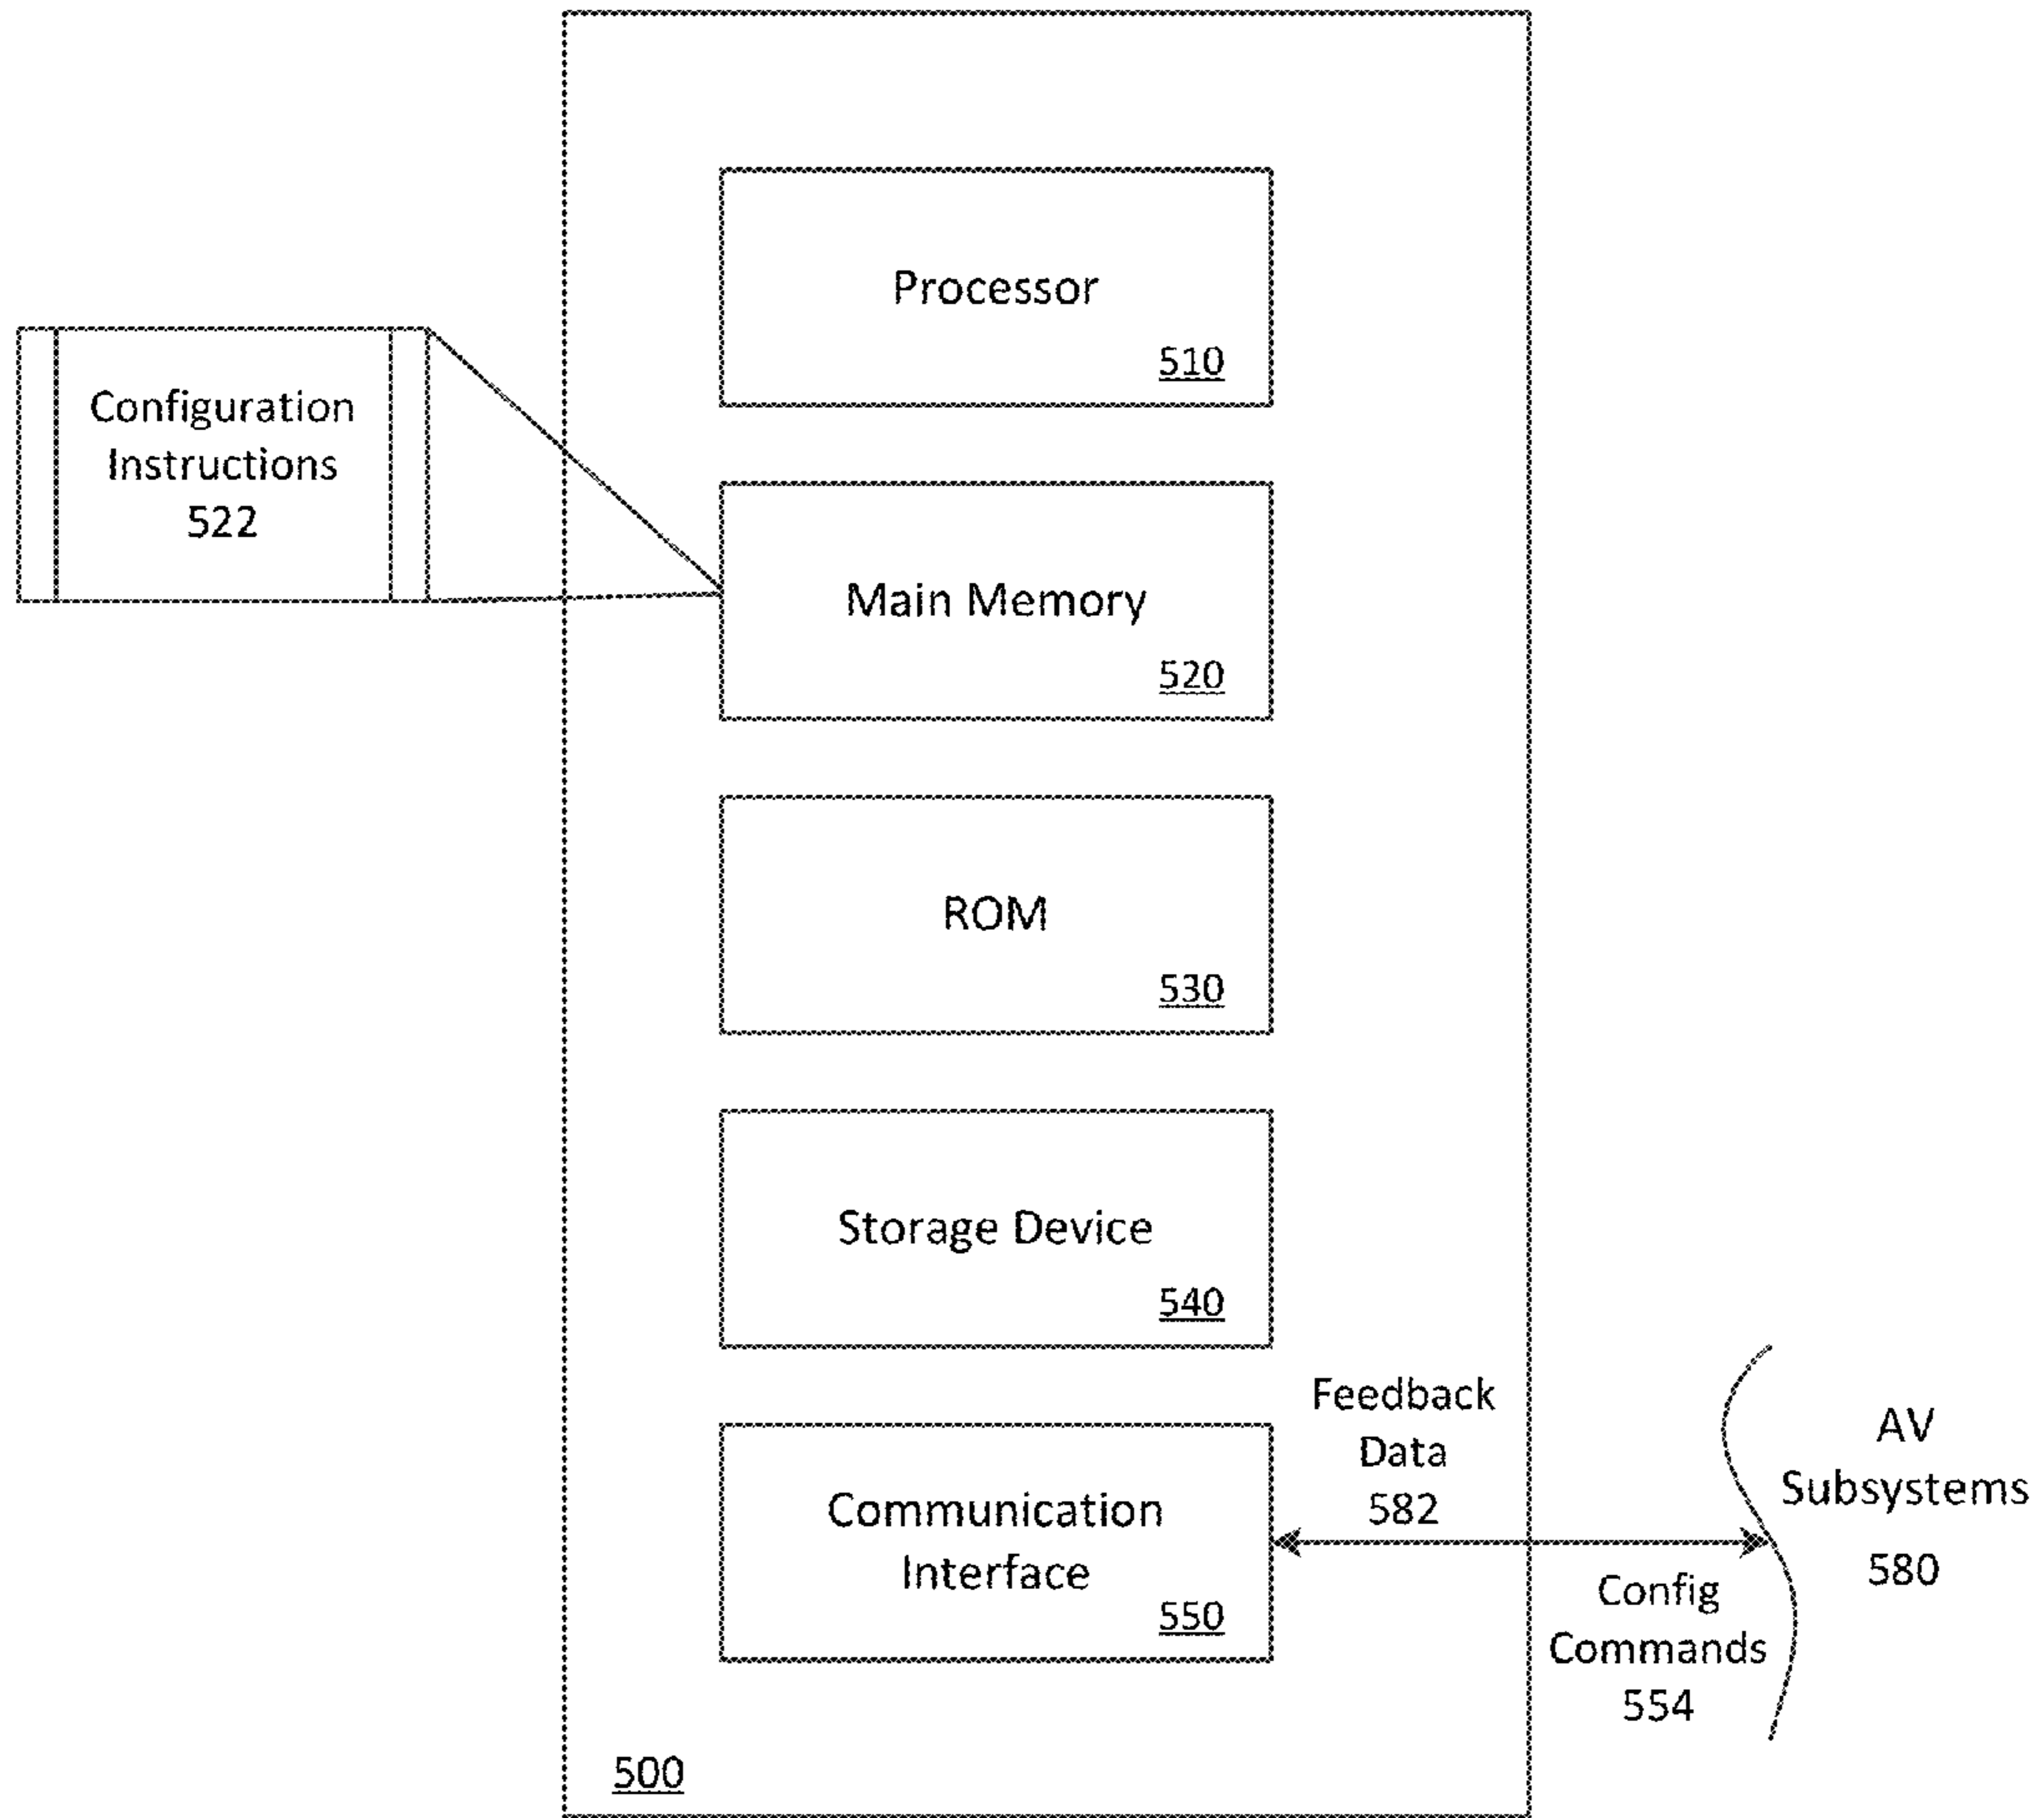 Processor
510
Configuration
Instructions
522
Main Memory
520
ROM
530
Storage Device
540
Feedback
Data
582
Communication
Interface
550
AV
Subsystems
580
Config
Commands
554
500